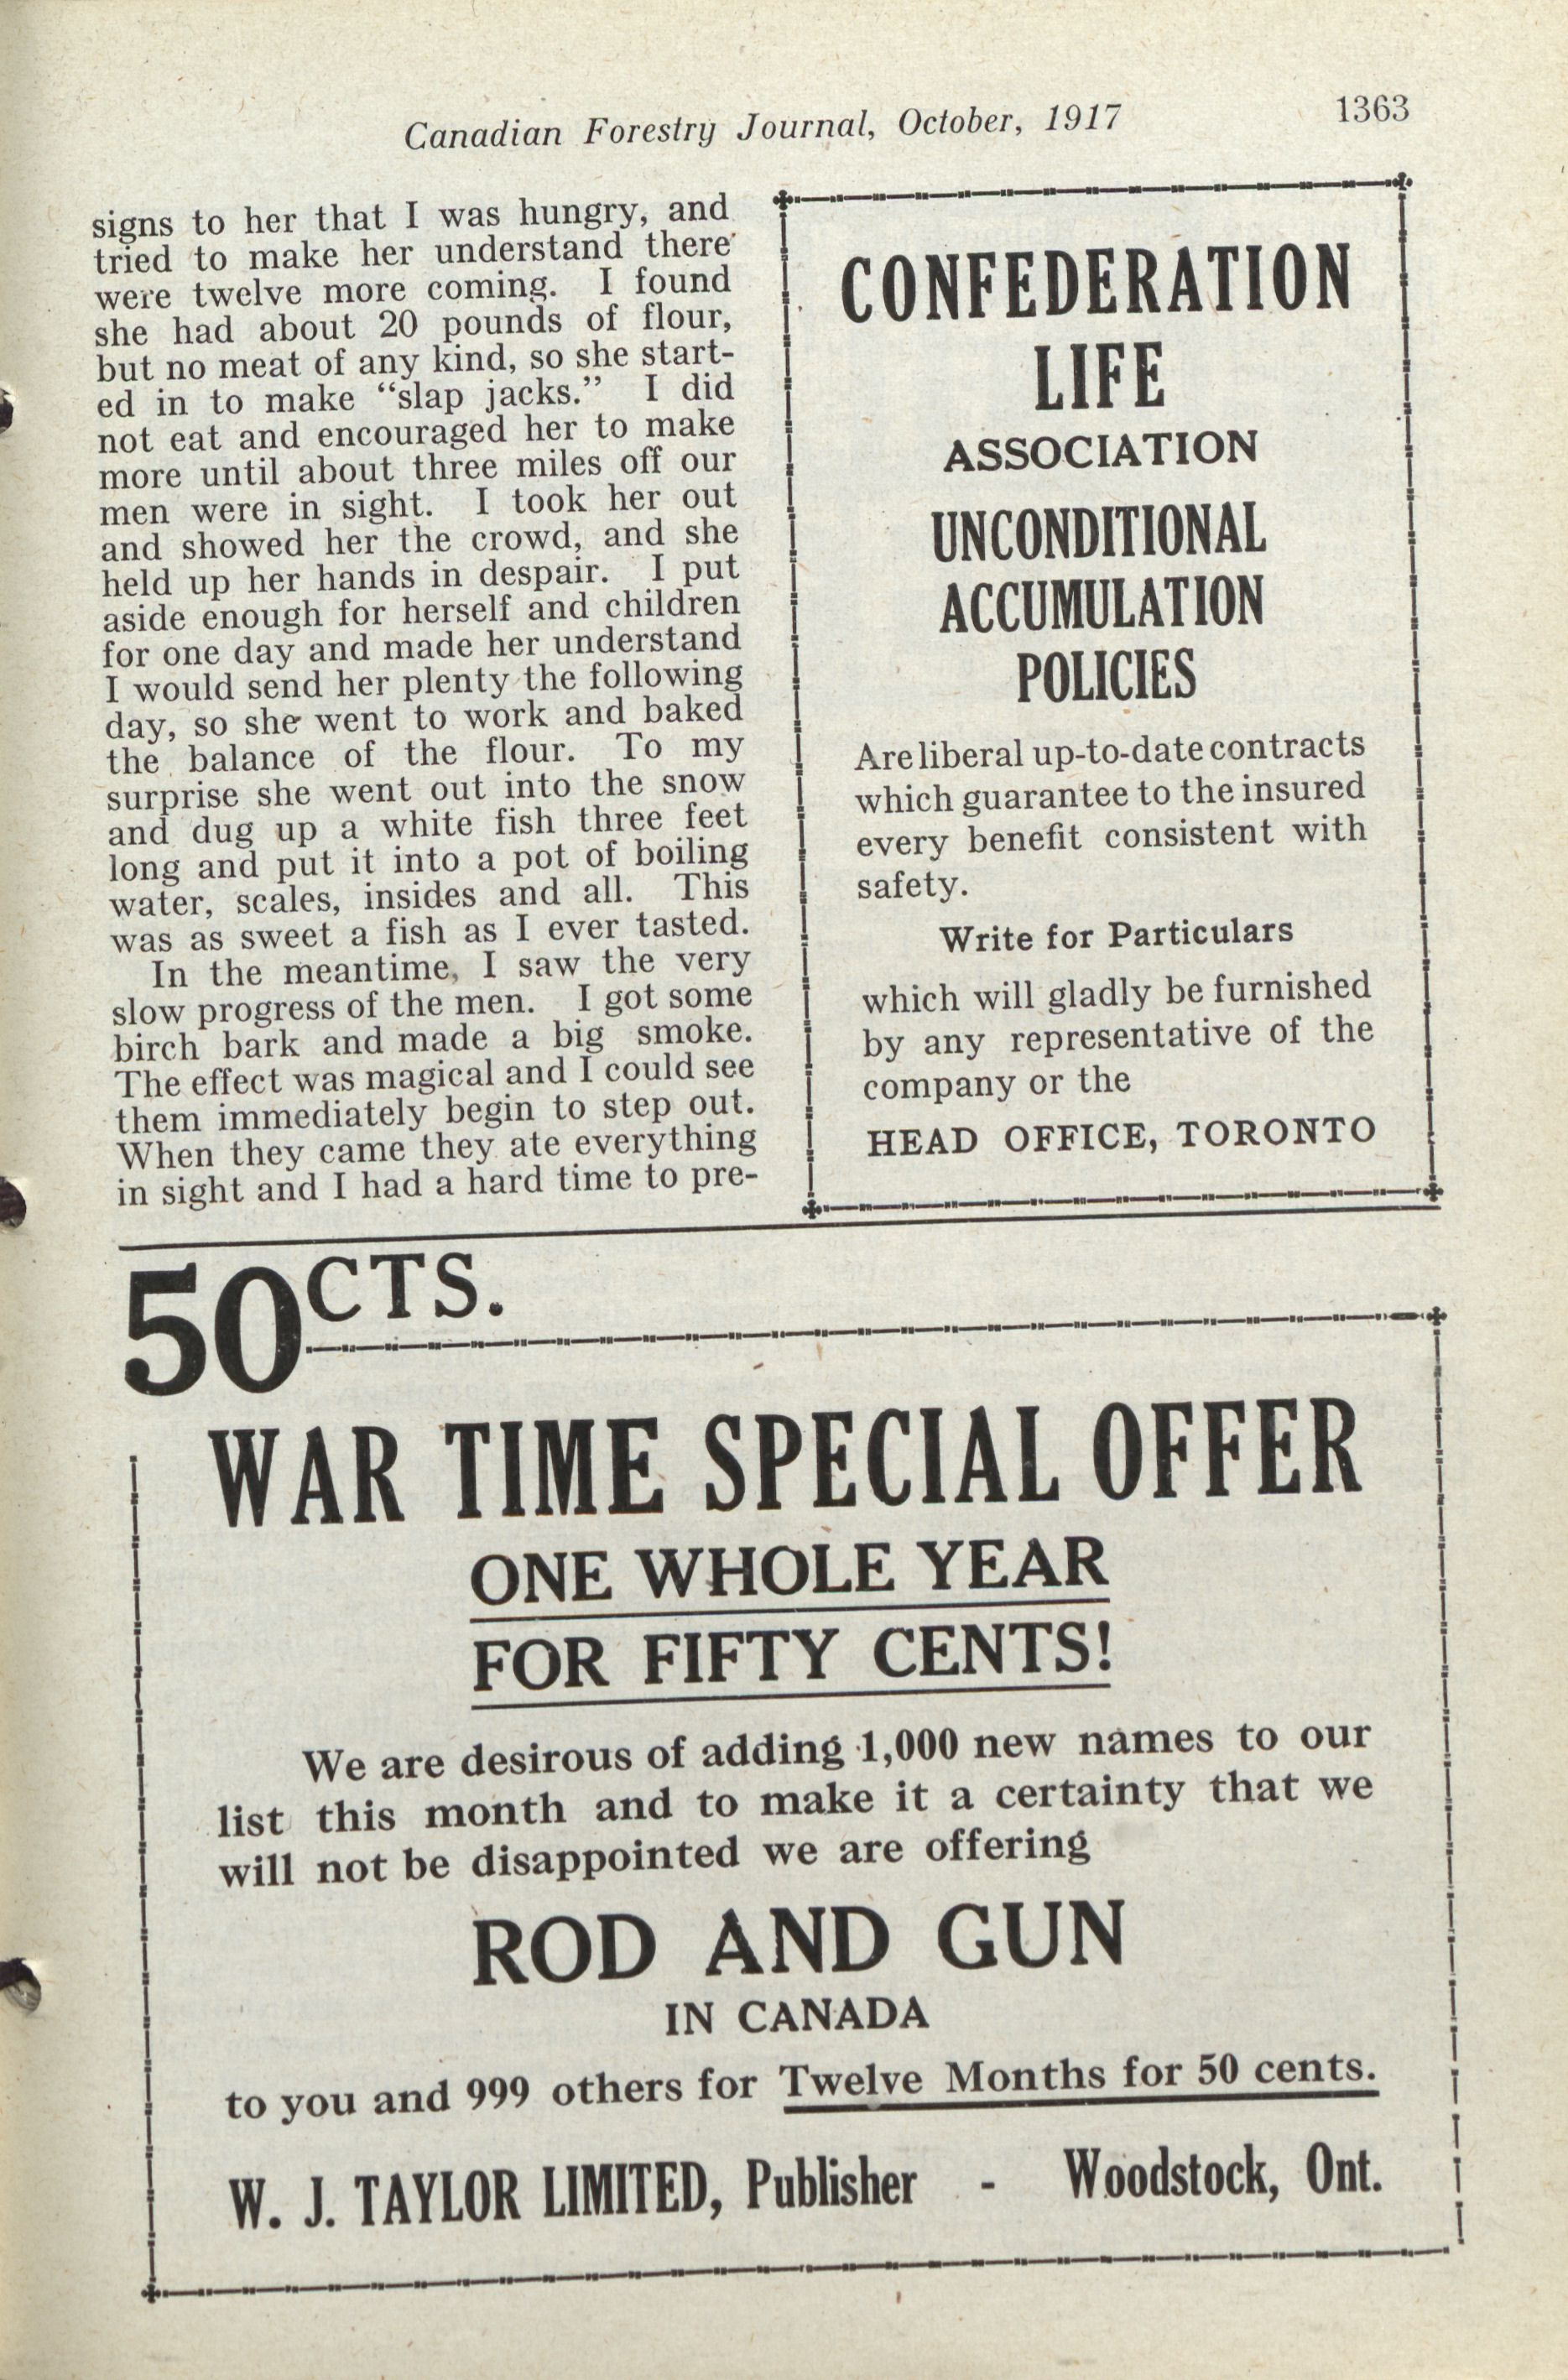 Canadian Forestry Journal, October, 1917
1363
signs to her that I was hungry, and
tried to make her understand there
were twelve more coming. I found
she had about 20 pounds of flour,
but no meat of any kind, so she start-
ed in to make “slap jacks.” I did
not eat and encouraged her to make
more until about three miles off our
men were in sight. I took her out
and showed her the crowd, and she
held up her hands in despair. I put
aside enough for herself and children
for one day and made her understand
I would send her plenty the following
day, so she went to work and baked
the balance of the flour. To my
surprise she went out into the snow
and dug up a white fish three feet
long and put it into a pot of boiling
water, scales, insides and all. This
was as sweet a fish as I ever tasted.
In the meantime, I saw the very
slow progress of the men. I got some
birch bark and made a big smoke.
The effect was magical and I could see
them immediately begin to step out.
When they came they ate everything
in sight and I had a hard time to pre-
CONFEDERATION
LIFE
ASSOCIATION
UNCONDITIONAL
ACCUMULATION
POLICIES
Are liberal up-to-date contracts
which guarantee to the insured
every benefit consistent with
safety.
Write for Particulars
which will gladly be furnished
by any representative of the
company or the
HEAD OFFICE, TORONTO
50 CTS.
WAR TIME SPECIAL OFFER
ONE WHOLE YEAR
FOR FIFTY CENTS!
We are desirous of adding 1,000 new names to our
list this month and to make it a certainty that we
will not be disappointed we are offering
ROD AND GUN
IN CANADA
to you and 999 others for Twelve Months for 50 cents.
W. J. TAYLOR LIMITED, Publisher - Woodstock, Ont.